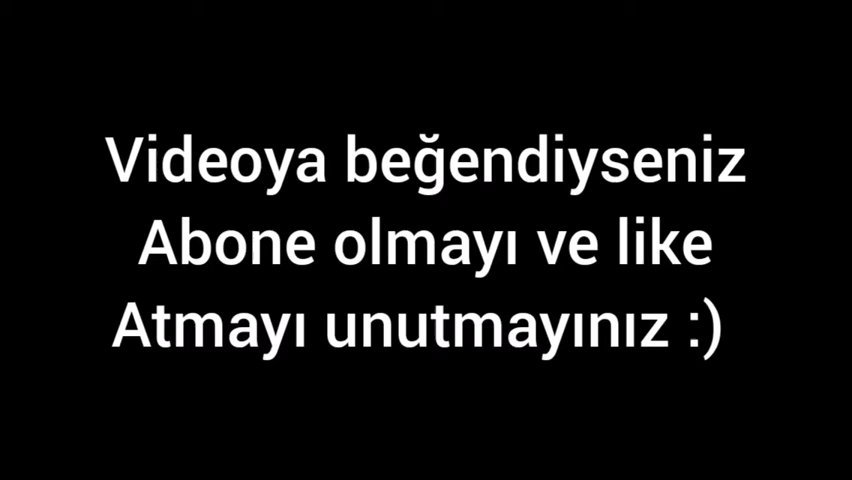 Videoya beğendiyseniz
Abone olmayı ve like
Atmayı unutmayınız :)